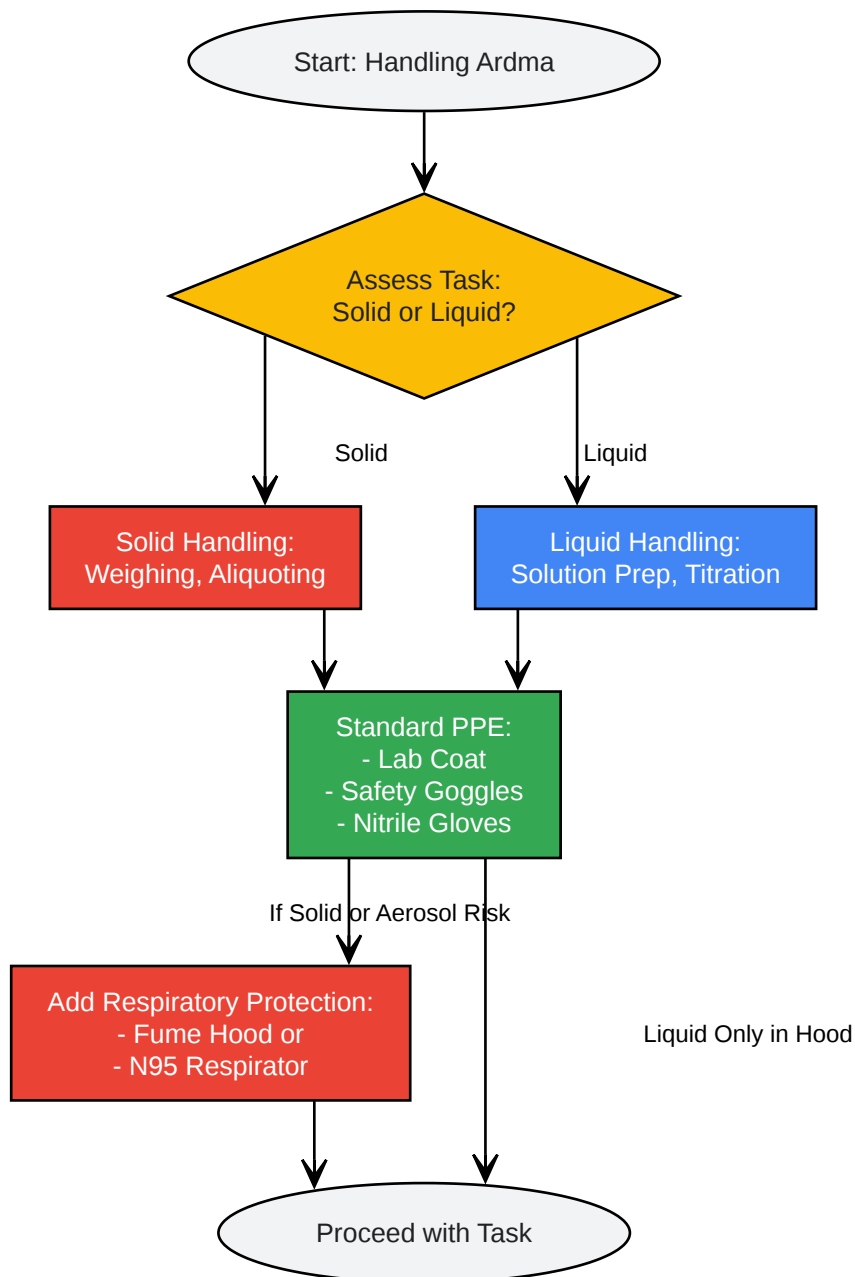 Start: Handling Ardma
Assess Task:
Solid or Liquid?
Solid
Liquid
Solid Handling:
Weighing, Aliquoting
Liquid Handling:
Solution Prep, Titration
Standard PPE:
- Lab Coat
- Safety Goggles
- Nitrile Gloves
If Solid or Aerosol Risk
Add Respiratory Protection:
- Fume Hood or
- N95 Respirator
Liquid Only in Hood
Proceed with Task